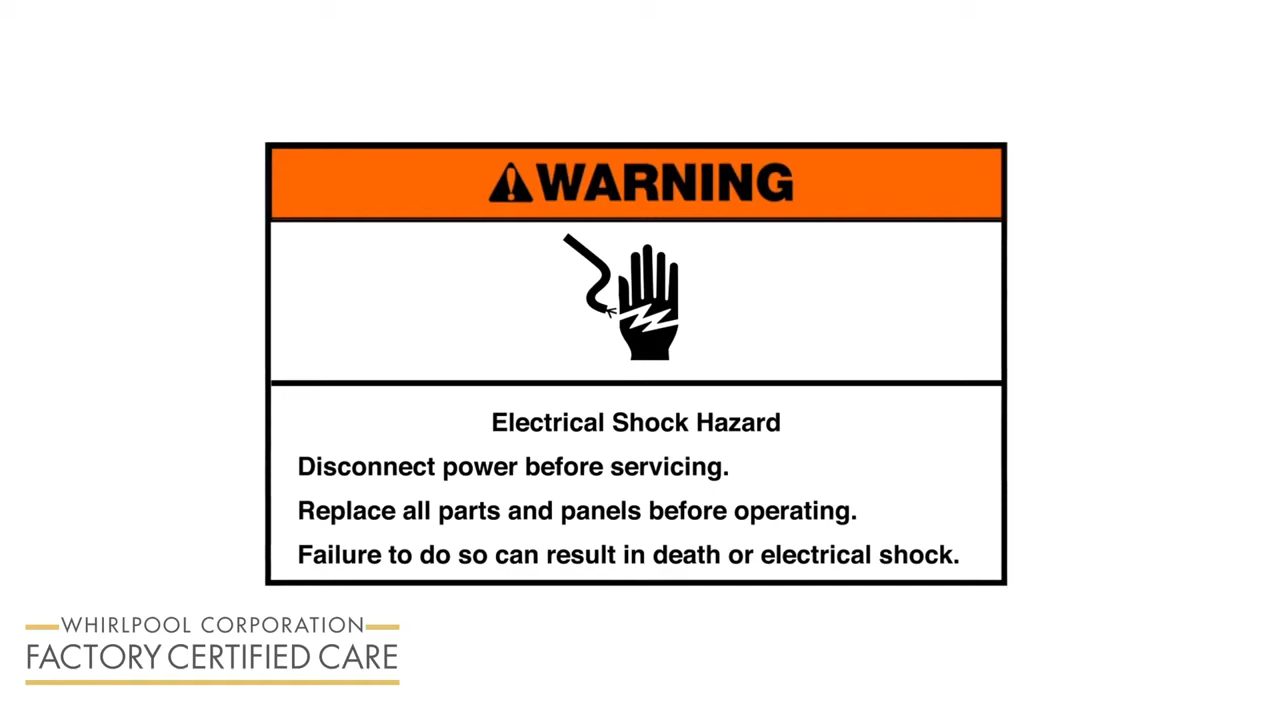 WARNING
Electrical Shock Hazard
Disconnect power before servicing.
Replace all parts and panels before operating.
Failure to do so can result in death or electrical shock.
WHIRLPOOL CORPORATION
FACTORY CERTIFIED CARE